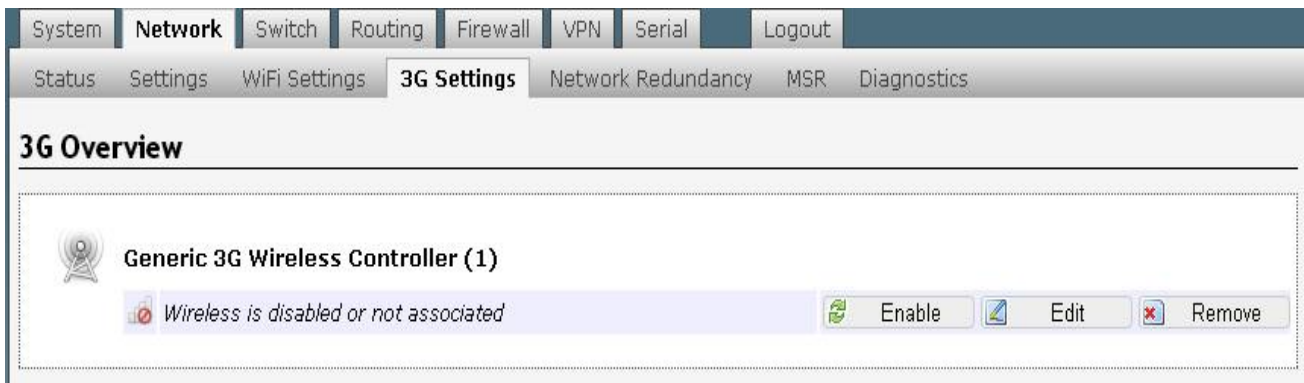 System Network Switch Routing Firewall VPN Serial Logout
Status Settings WiFi Settings 3G Settings Network Redundancy MSR Diagnostics
3G Overview
Generic 3G Wireless Controller (1)
Wireless is disabled or not associated Enable Edit Remove